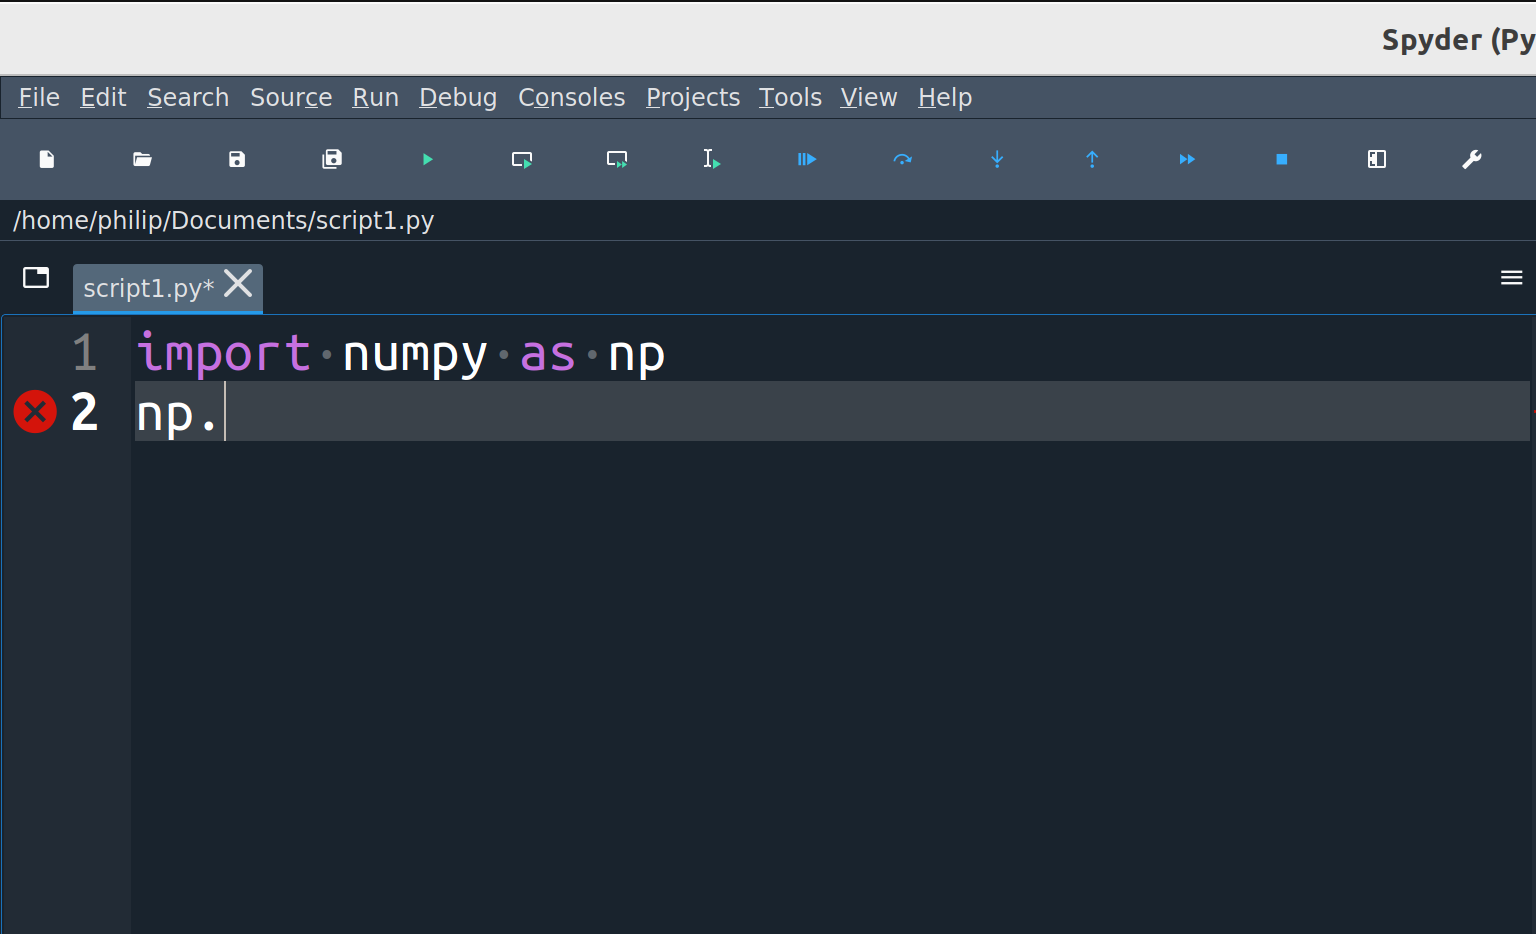 Spyder (Py
File Edit Search Source Run Debug Consoles Projects Tools View Help
/home/philip/Documents/script1.py
script1.py*
1 import numpy as np
2 np.